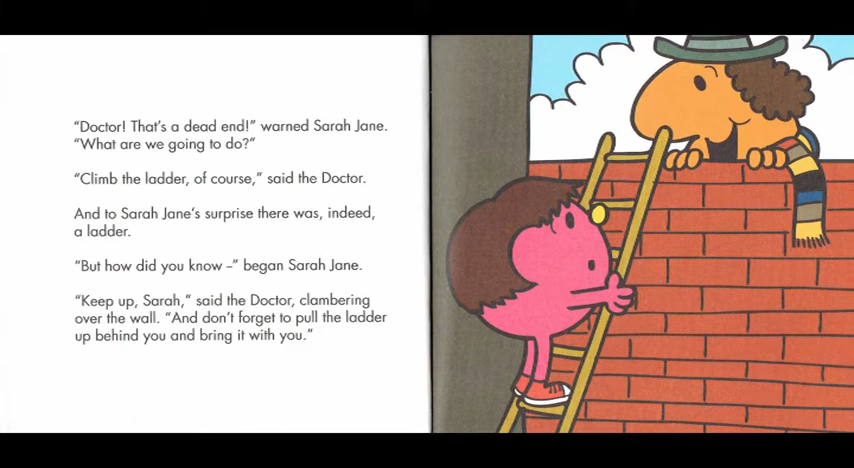 “Doctor! That’s a dead end!” warned Sarah Jane.
“What are we going to do?”
“Climb the ladder, of course,” said the Doctor.
And to Sarah Jane’s surprise there was, indeed,
a ladder.
“But how did you know –” began Sarah Jane.
“Keep up, Sarah,” said the Doctor, clambering
over the wall. “And don’t forget to pull the ladder
up behind you and bring it with you.”